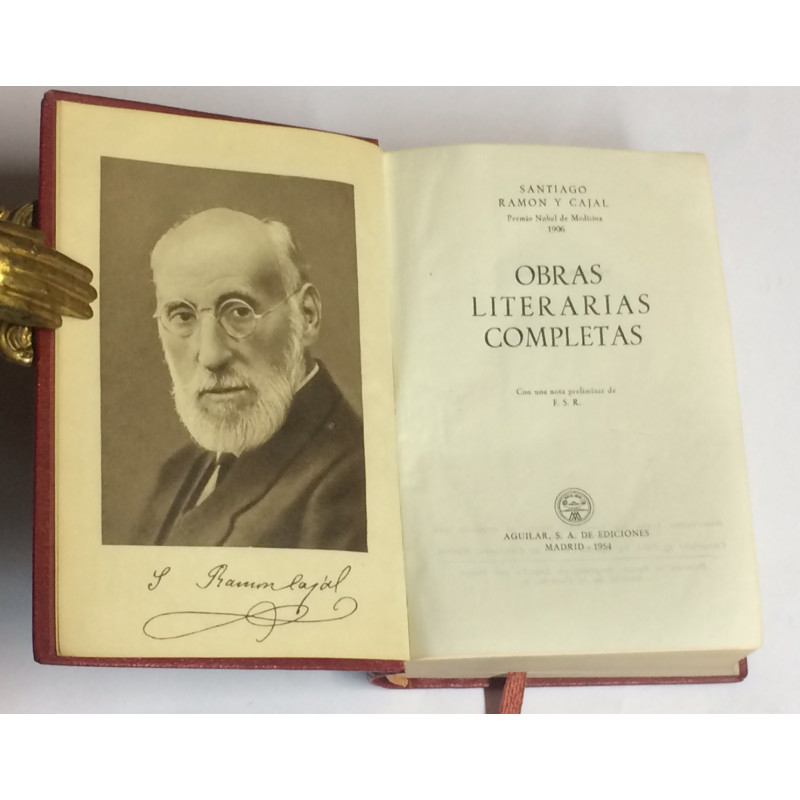 S Ramon Cajal
SANTIAGO
RAMON Y CAJAL
Premio Nobel de Medicina
1906
OBRAS
LITERARIAS
COMPLETAS
Con una nota preliminar de
F. S. R.
AGUILAR, S. A. DE EDICIONES
MADRID - 1954